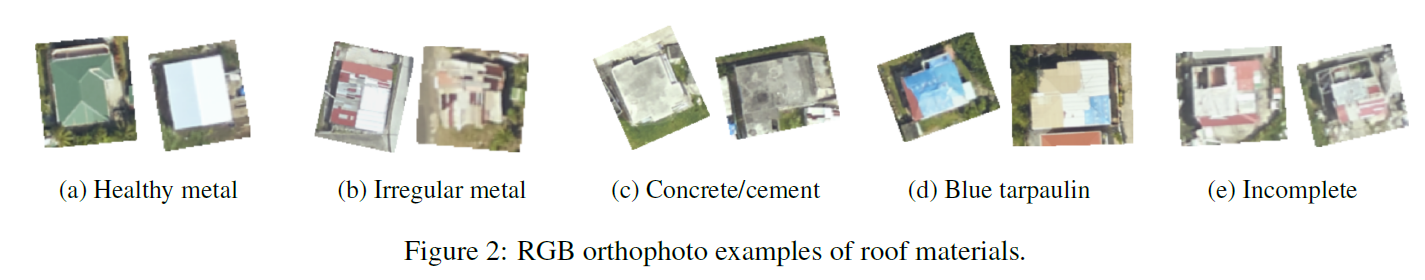 (a) Healthy metal
(b) Irregular metal
(c) Concrete/cement
(d) Blue tarpaulin
(e) Incomplete
Figure 2: RGB orthophoto examples of roof materials.